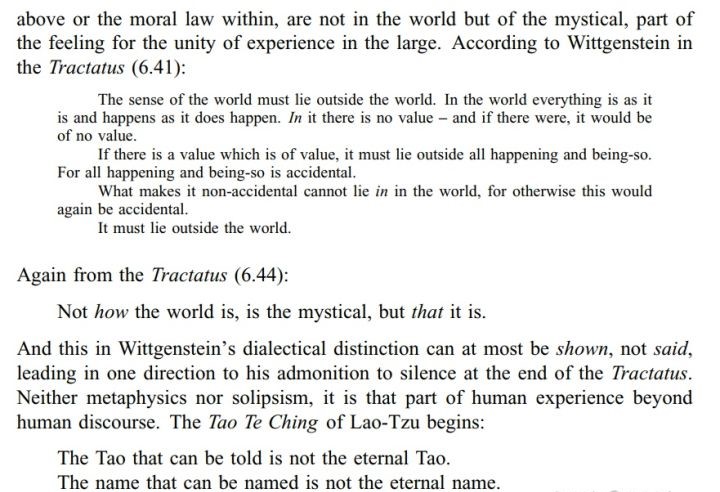 above or the moral law within, are not in the world but of the mystical, part of
the feeling for the unity of experience in the large. According to Wittgenstein in
the Tractatus (6.41):
The sense of the world must lie outside the world. In the world everything is as it
is and happens as it does happen. In it there is no value – and if there were, it would be
of no value.
If there is a value which is of value, it must lie outside all happening and being-so.
For all happening and being-so is accidental.
What makes it non-accidental cannot lie in in the world, for otherwise this would
again be accidental.
It must lie outside the world.
Again from the Tractatus (6.44):
Not how the world is, is the mystical, but that it is.
And this in Wittgenstein’s dialectical distinction can at most be shown, not said,
leading in one direction to his admonition to silence at the end of the Tractatus.
Neither metaphysics nor solipsism, it is that part of human experience beyond
human discourse. The Tao Te Ching of Lao-Tzu begins:
The Tao that can be told is not the eternal Tao.
The name that can be named is not the eternal name.